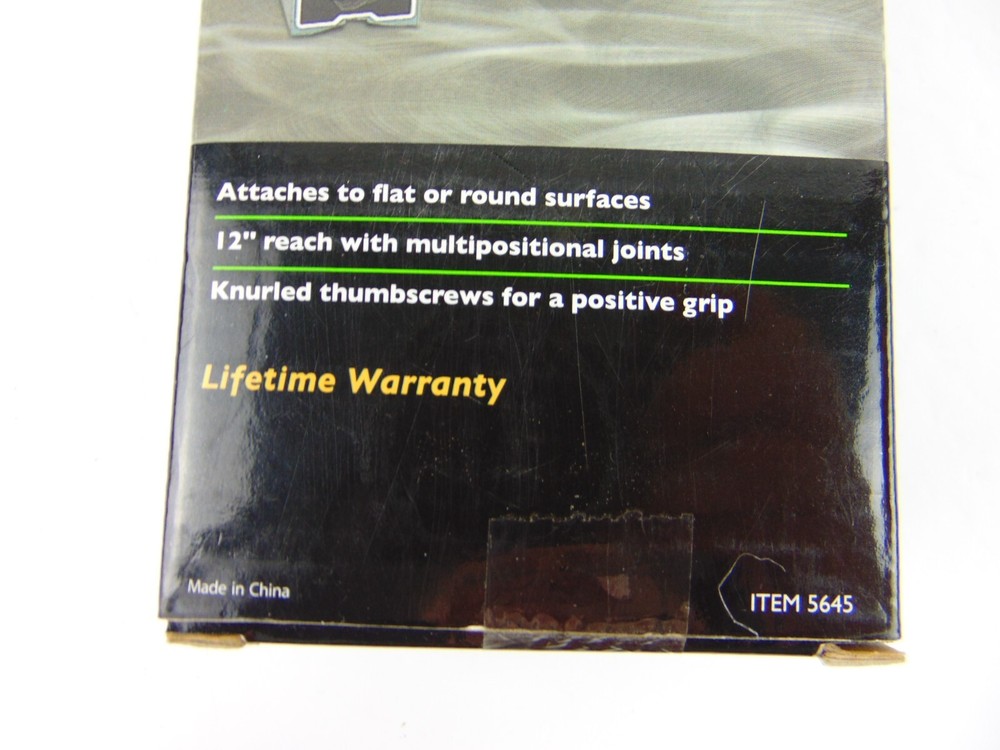 Attaches to flat or round surfaces
12" reach with multipositional joints
Knurled thumbscrews for a positive grip
Lifetime Warranty
Made in China
ITEM 5645